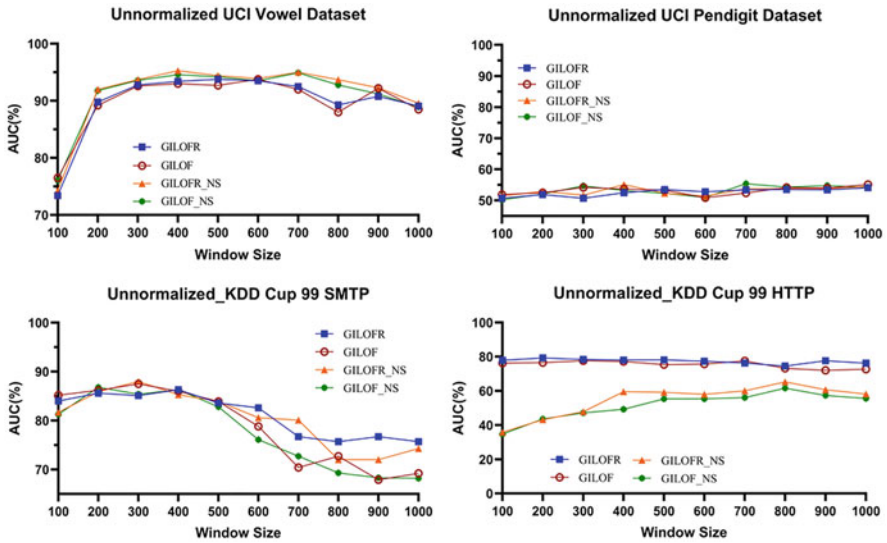 Unnormalized UCI Vowel Dataset
100
95
90
85
80
75
70
AUC(%)
GILOFR
GILOF
GILOFR_NS
GILOF_NS
100 200 300 400 500 600 700 800 900 1000
Window Size
Unnormalized UCI Pendigit Dataset
100
90
80
70
60
50
AUC(%)
GILOFR
GILOF
GILOFR_NS
GILOF_NS
100 200 300 400 500 600 700 800 900 1000
Window Size
Unnormalized_KDD Cup 99 SMTP
100
90
80
70
AUC(%)
GILOFR
GILOF
GILOFR_NS
GILOF_NS
100 200 300 400 500 600 700 800 900 1000
Window Size
Unnormalized_KDD Cup 99 HTTP
100
80
60
40
20
0
AUC(%)
GILOFR GILOFR_NS
GILOF GILOF_NS
100 200 300 400 500 600 700 800 900 1000
Window Size